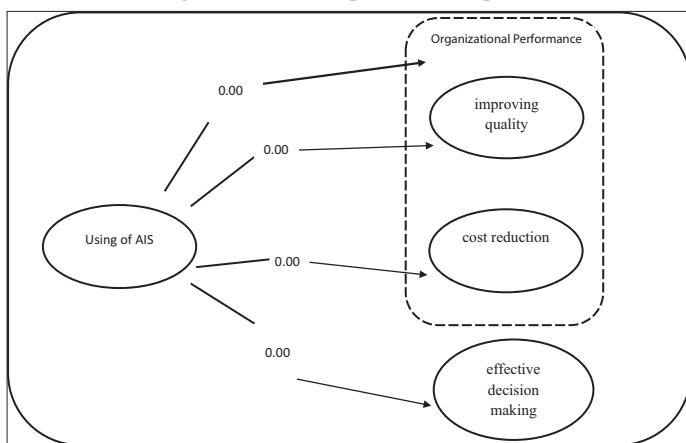 Organizational Performance
0.00
improving
quality
0.00
Using of AIS
cost reduction
0.00
0.00
effective
decision
making